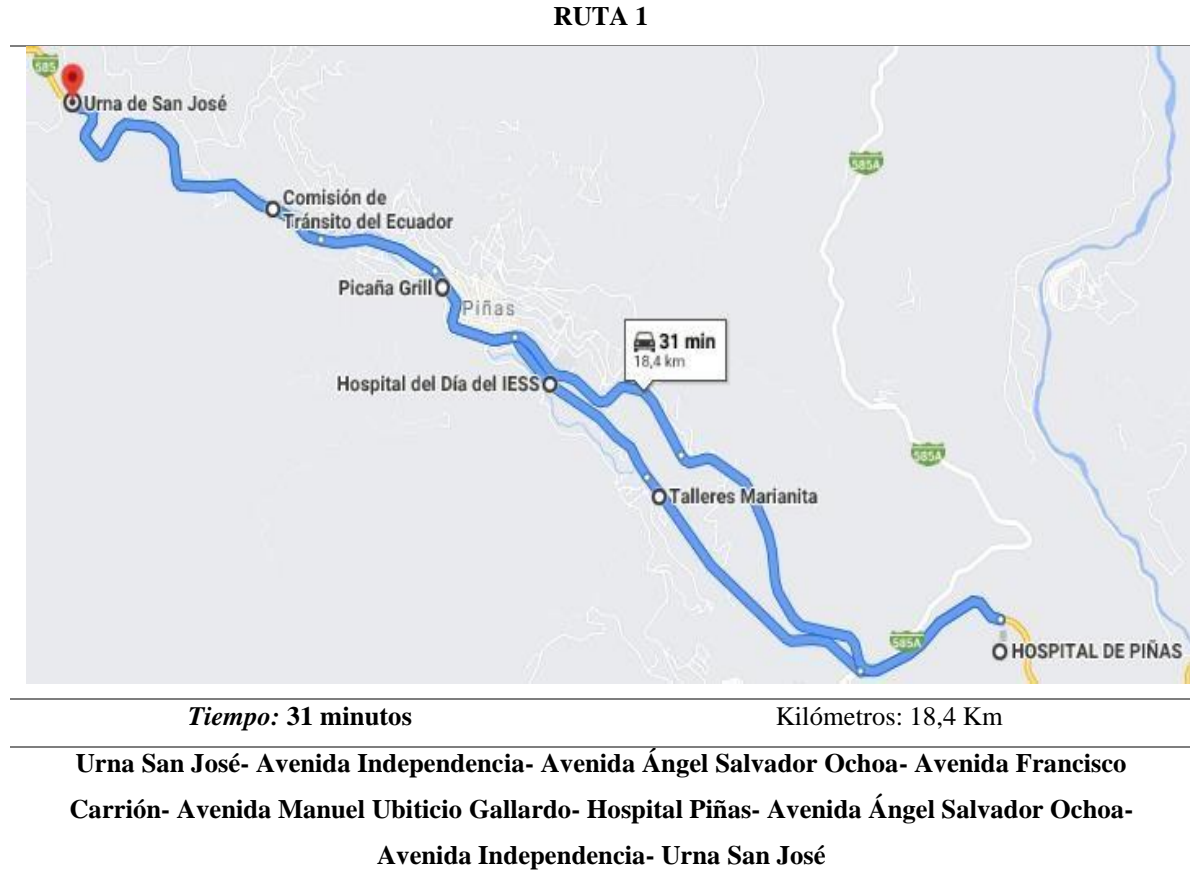 RUTA 1
585
Urna de San José
585A
Comisión de
Tránsito del Ecuador
Picaña Grill
Piñas
31 min
18,4 km
Hospital del Día del IESS
585A
Talleres Marianita
585A
HOSPITAL DE PIÑAS
Tiempo: 31 minutos
Kilómetros: 18,4 Km
Urna San José- Avenida Independencia- Avenida Ángel Salvador Ochoa- Avenida Francisco
Carrión- Avenida Manuel Ubiticio Gallardo- Hospital Piñas- Avenida Ángel Salvador Ochoa-
Avenida Independencia- Urna San José